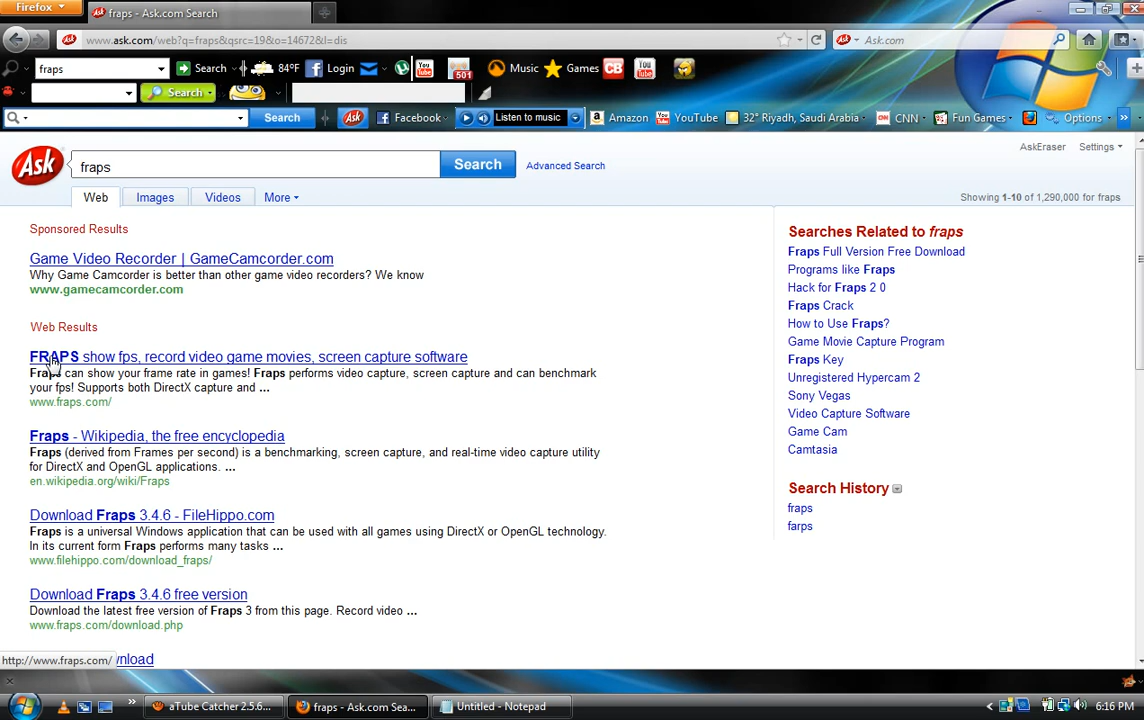 Firefox
fraps - Ask.com Search
www.ask.com/web?q=fraps&qsrc=19&o=14672&l=dis
Ask.com
fraps
Search
84°F
Login
You Tube
501
Music
Games
CB
You Tube
Search
Search
Ask
Facebook
Listen to music
Amazon
YouTube
32° Riyadh, Saudi Arabia
CNN
Fun Games
Options
AskEraser
Settings
Ask
fraps
Search
Advanced Search
Web
Images
Videos
More
Showing 1-10 of 1,290,000 for fraps
Sponsored Results
Game Video Recorder | GameCamcorder.com
Why Game Camcorder is better than other game video recorders? We know
www.gamecamcorder.com
Web Results
FRAPS show fps, record video game movies, screen capture software
Fraps can show your frame rate in games! Fraps performs video capture, screen capture and can benchmark
your fps! Supports both DirectX capture and ...
www.fraps.com/
Fraps - Wikipedia, the free encyclopedia
Fraps (derived from Frames per second) is a benchmarking, screen capture, and real-time video capture utility
for DirectX and OpenGL applications. ...
en.wikipedia.org/wiki/Fraps
Download Fraps 3.4.6 - FileHippo.com
Fraps is a universal Windows application that can be used with all games using DirectX or OpenGL technology.
In its current form Fraps performs many tasks ...
www.filehippo.com/download_fraps/
Download Fraps 3.4.6 free version
Download the latest free version of Fraps 3 from this page. Record video ...
www.fraps.com/download.php
Searches Related to fraps
Fraps Full Version Free Download
Programs like Fraps
Hack for Fraps 2 0
Fraps Crack
How to Use Fraps?
Game Movie Capture Program
Fraps Key
Unregistered Hypercam 2
Sony Vegas
Video Capture Software
Game Cam
Camtasia
Search History
fraps
farps
http://www.fraps.com/
nload
aTube Catcher 2.5.6...
fraps - Ask.com Sea...
Untitled - Notepad
6:16 PM